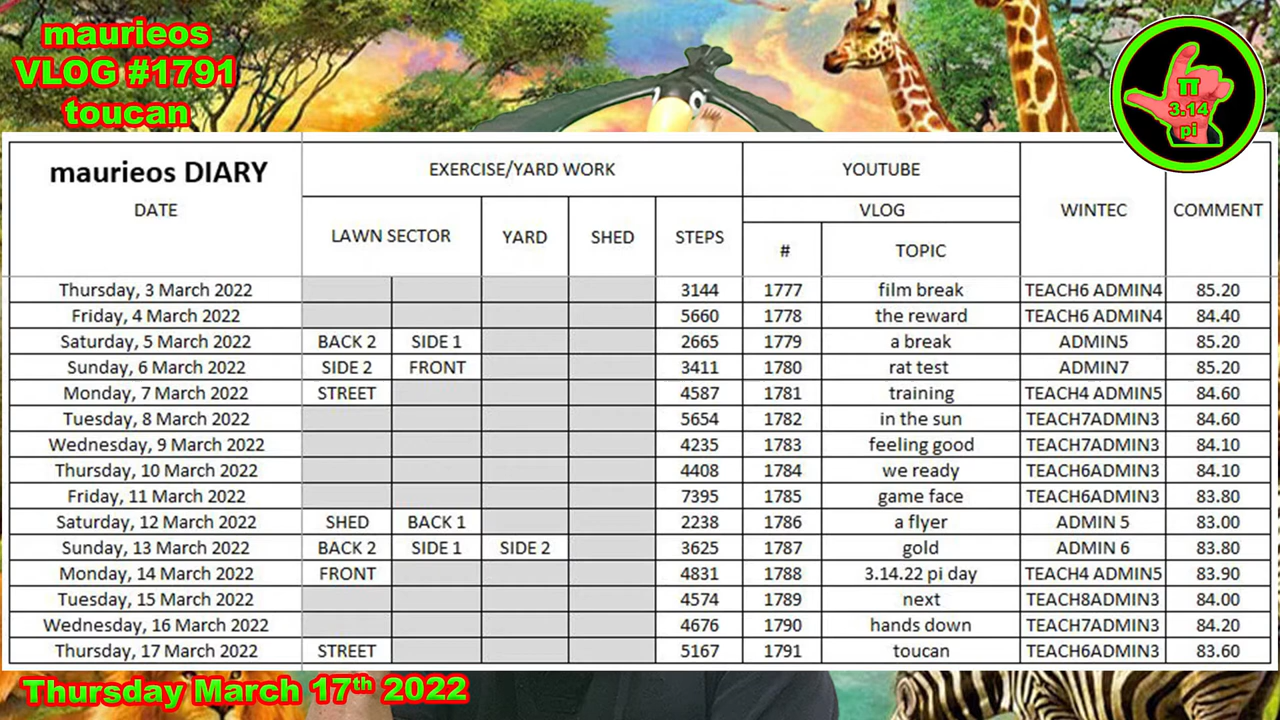 maurieos
VLOG #1791
toucan
π
3.14
pi
maurieos DIARY
DATE
EXERCISE/YARD WORK
YOUTUBE
WINTEC
COMMENT
LAWN SECTOR
YARD
SHED
STEPS
VLOG
#
TOPIC
Thursday, 3 March 2022 3144 1777 film break TEACH6 ADMIN4 85.20
Friday, 4 March 2022 5660 1778 the reward TEACH6 ADMIN4 84.40
Saturday, 5 March 2022 BACK 2 SIDE 1 2665 1779 a break ADMIN5 85.20
Sunday, 6 March 2022 SIDE 2 FRONT 3411 1780 rat test ADMIN7 85.20
Monday, 7 March 2022 STREET 4587 1781 training TEACH4 ADMIN5 84.60
Tuesday, 8 March 2022 5654 1782 in the sun TEACH7ADMIN3 84.60
Wednesday, 9 March 2022 4235 1783 feeling good TEACH7ADMIN3 84.10
Thursday, 10 March 2022 4408 1784 we ready TEACH6ADMIN3 84.10
Friday, 11 March 2022 7395 1785 game face TEACH6ADMIN3 83.80
Saturday, 12 March 2022 SHED BACK 1 2238 1786 a flyer ADMIN 5 83.00
Sunday, 13 March 2022 BACK 2 SIDE 1 SIDE 2 3625 1787 gold ADMIN 6 83.80
Monday, 14 March 2022 FRONT 4831 1788 3.14.22 pi day TEACH4 ADMIN5 83.90
Tuesday, 15 March 2022 4574 1789 next TEACH8ADMIN3 84.00
Wednesday, 16 March 2022 4676 1790 hands down TEACH7ADMIN3 84.20
Thursday, 17 March 2022 STREET 5167 1791 toucan TEACH6ADMIN3 83.60
Thursday March 17th 2022